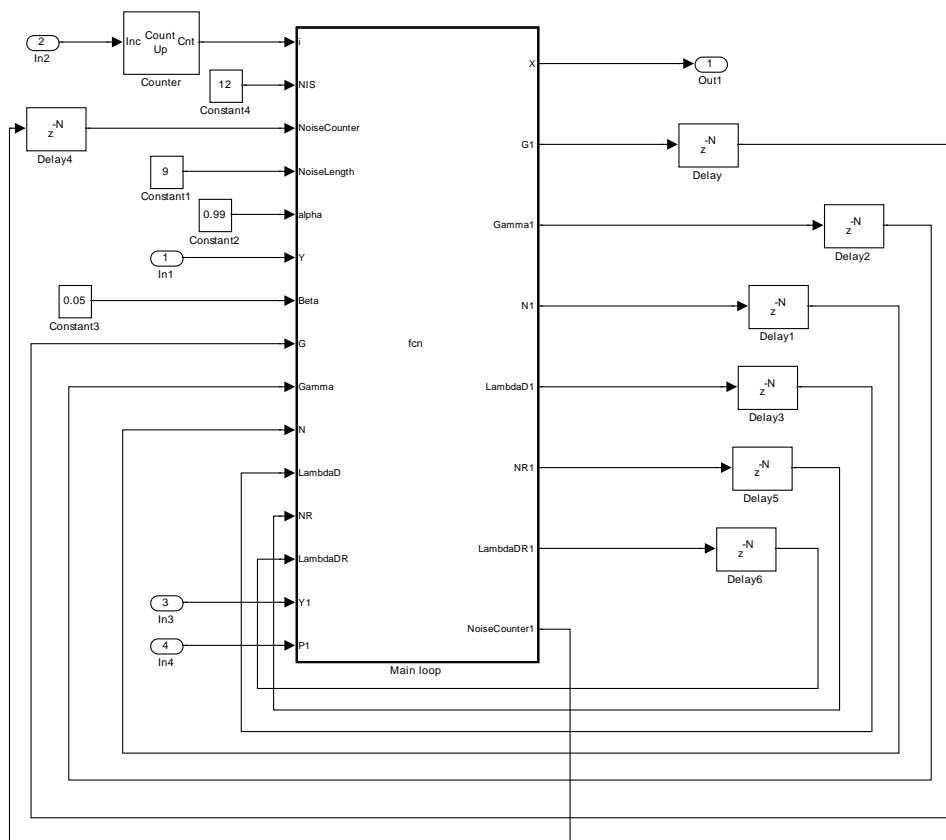 2
In2
Inc
Count
Up
Cnt
Counter
12
Constant4
-N
z
Delay4
9
Constant1
0.99
Constant2
1
In1
0.05
Constant3
3
In3
4
In4
i
NIS
NoiseCounter
NoiseLength
alpha
Y
Beta
G
Gamma
N
LambdaD
NR
LambdaDR
Y1
P1
fcn
Main loop
X
G1
Gamma1
N1
LambdaD1
NR1
LambdaDR1
NoiseCounter1
1
Out1
-N
z
Delay
-N
z
Delay2
-N
z
Delay1
-N
z
Delay3
-N
z
Delay5
-N
z
Delay6